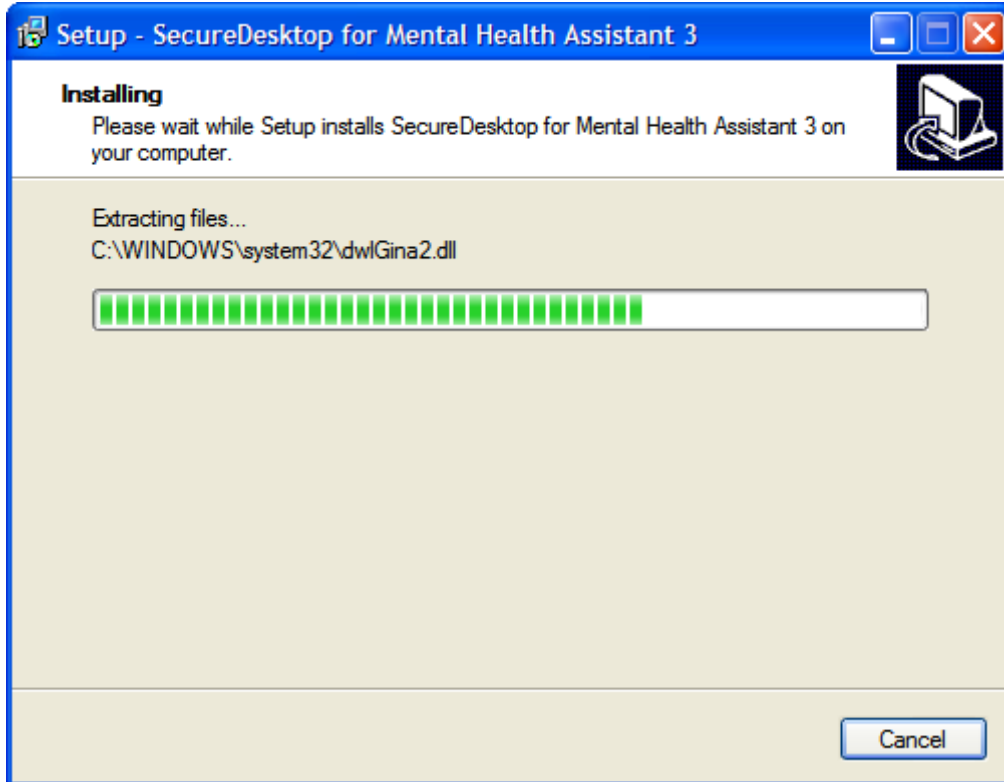 Setup - SecureDesktop for Mental Health Assistant 3
Installing
Please wait while Setup installs SecureDesktop for Mental Health Assistant 3 on
your computer.
Extracting files...
C:\WINDOWS\system32\dwlGina2.dll
Cancel